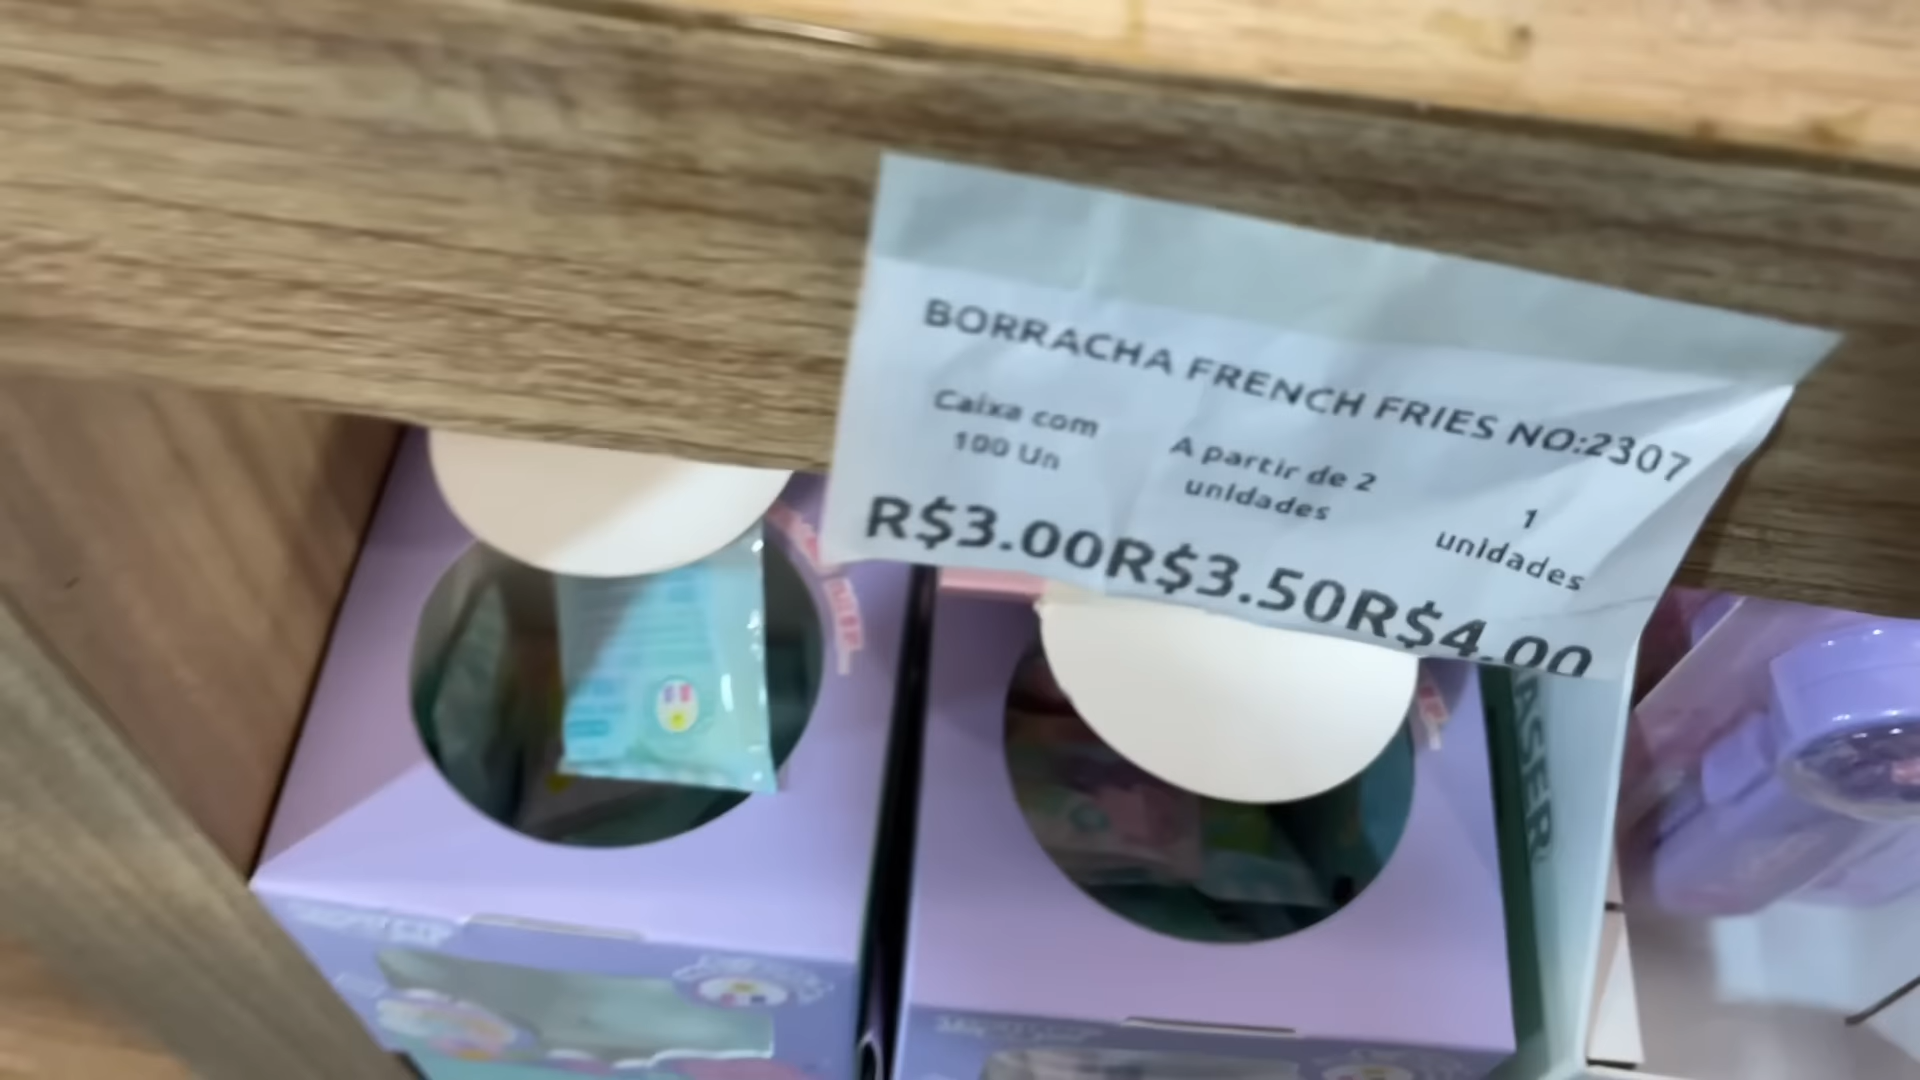 BORRACHA FRENCH FRIES NO:2307
Caixa com
100 Un
A partir de 2
unidades
1
unidades
R$3.00R$3.50R$4.00
ASER